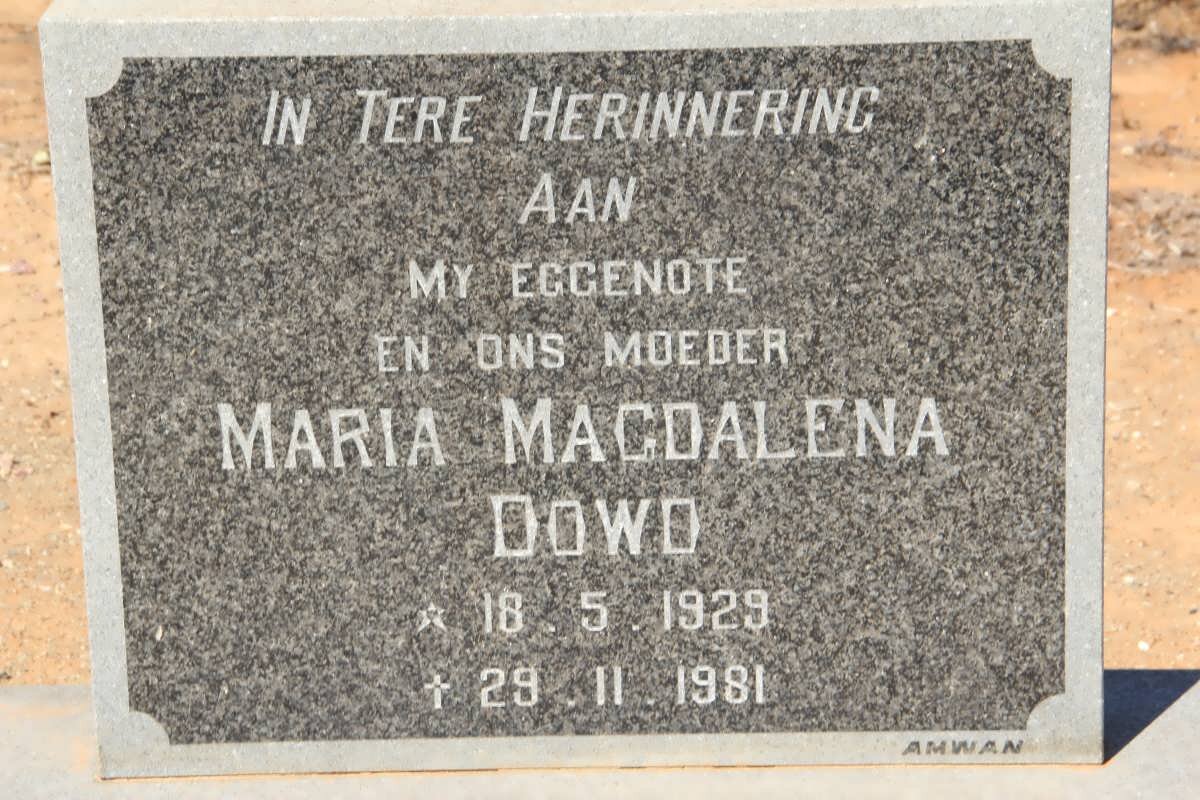 IN TERE HERINNERING
AAN
MY EGGENOTE
EN ONS MOEDER
MARIA MAGDALENA
DOWD
☆ 18.5.1929
✝ 29.11.1981
AMWAN